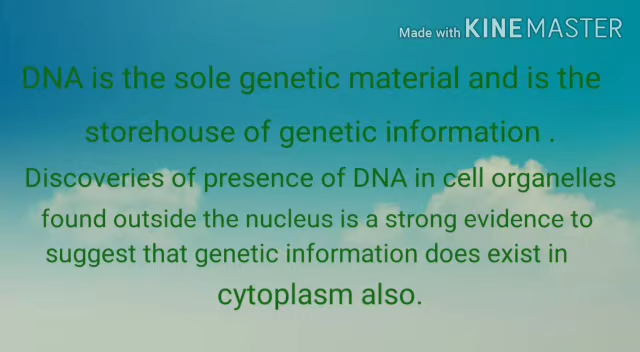 Made with KINEMASTER
DNA is the sole genetic material and is the
storehouse of genetic information .
Discoveries of presence of DNA in cell organelles
found outside the nucleus is a strong evidence to
suggest that genetic information does exist in
cytoplasm also.